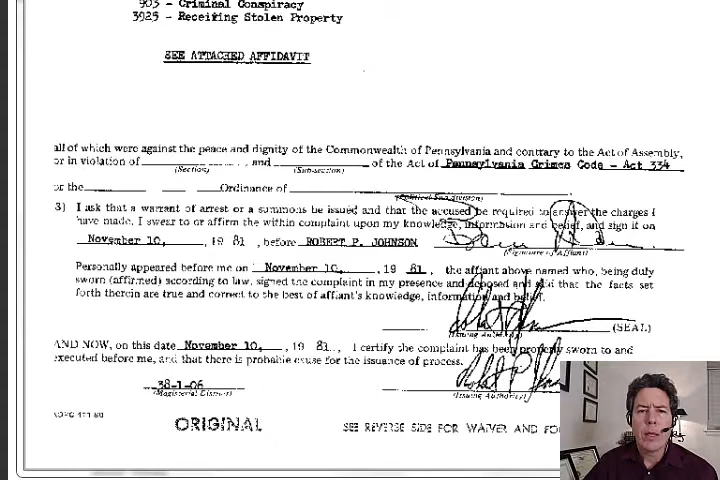 903 - Criminal Conspiracy
3925 - Receiving Stolen Property
SEE ATTACHED AFFIDAVIT
all of which were against the peace and dignity of the Commonwealth of Pennsylvania and contrary to the Act of Assembly,
or in violation of and of the Act of Pennsylvania Crimes Code - Act 334
(Section) (Sub-section)
or the Ordinance of
(Political Sub-division)
3) I ask that a warrant of arrest or a summons be issued and that the accused be required to answer the charges I
have made. I swear to or affirm the within complaint upon my knowledge, information and belief, and sign it on
November 10, , 19 81, before ROBERT P. JOHNSON
(Signature of Affiant)
Personally appeared before me on November 10, , 19 81, the affiant above named who, being duly
sworn (affirmed) according to law, signed the complaint in my presence and deposed and said that the facts set
forth therein are true and correct to the best of affiant's knowledge, information and belief.
(SEAL)
(Issuing Authority)
AND NOW, on this date November 10, , 19 81, I certify the complaint has been properly sworn to and
executed before me, and that there is probable cause for the issuance of process.
38-1-06
(Magisterial District) (Issuing Authority)
ORIGINAL SEE REVERSE SIDE FOR WAIVER AND